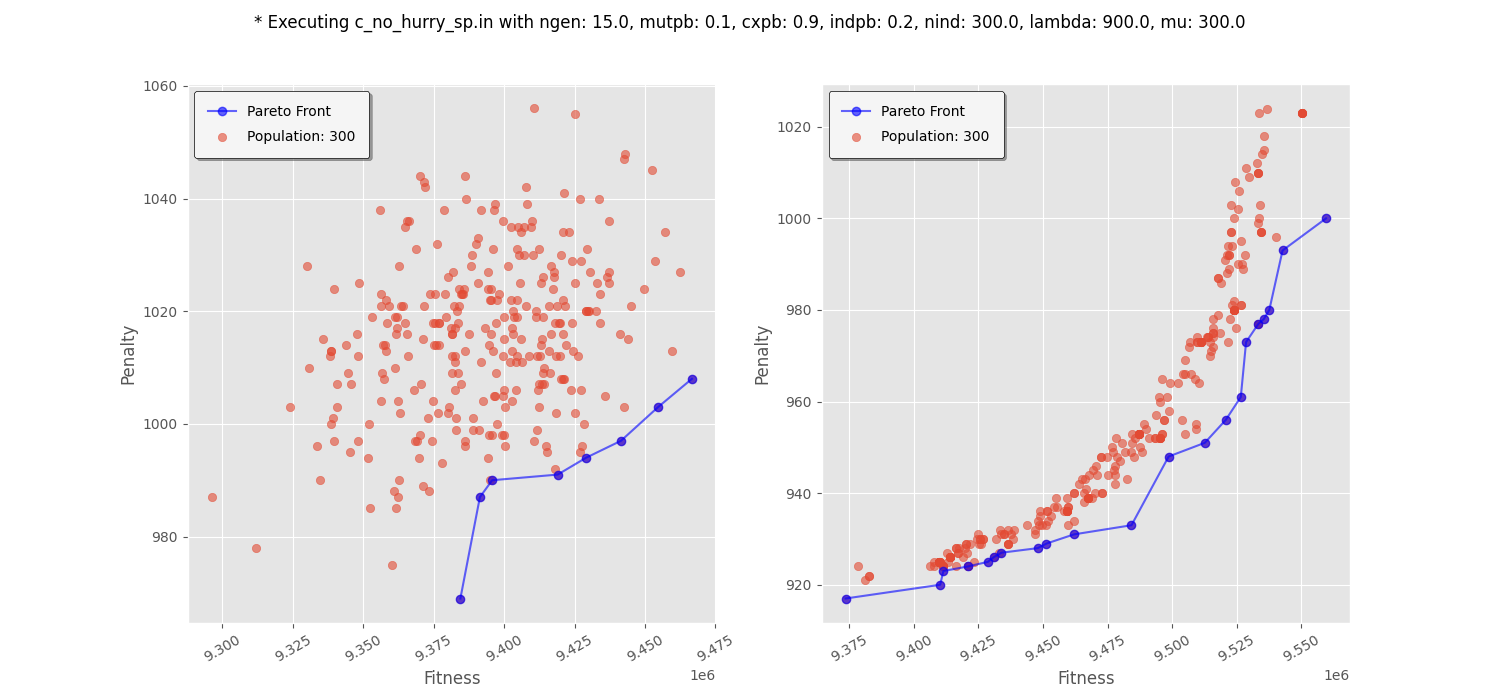 * Executing c_no_hurry_sp.in with ngen: 15.0, mutpb: 0.1, cxpb: 0.9, indpb: 0.2, nind: 300.0, lambda: 900.0, mu: 300.0
Pareto Front
Population: 300
1060
1040
1020
1000
980
Penalty
9.300
9.325
9.350
9.375
9.400
9.425
9.450
9.475
1e6
Fitness
Pareto Front
Population: 300
1020
1000
980
960
940
920
Penalty
9.375
9.400
9.425
9.450
9.475
9.500
9.525
9.550
1e6
Fitness